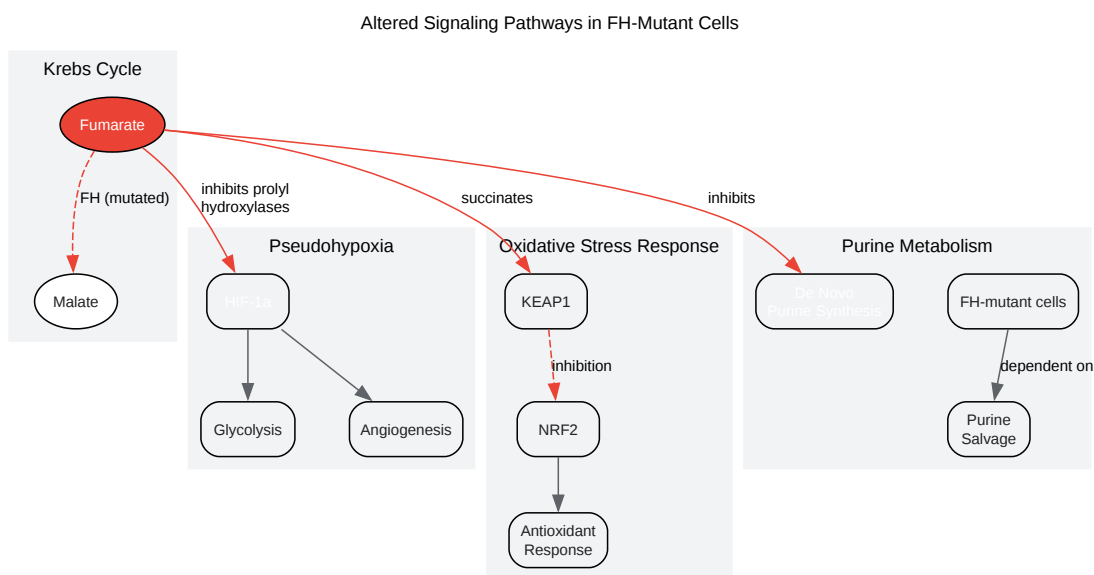 Altered Signaling Pathways in FH-Mutant Cells
Krebs Cycle
Fumarate
FH (mutated)
inhibits prolyl
hydroxylases
succinates
inhibits
Malate
Pseudohypoxia
HIF-1a
Glycolysis
Angiogenesis
Oxidative Stress Response
KEAP1
inhibition
NRF2
Antioxidant
Response
Purine Metabolism
De Novo
Purine Synthesis
FH-mutant cells
dependent on
Purine
Salvage